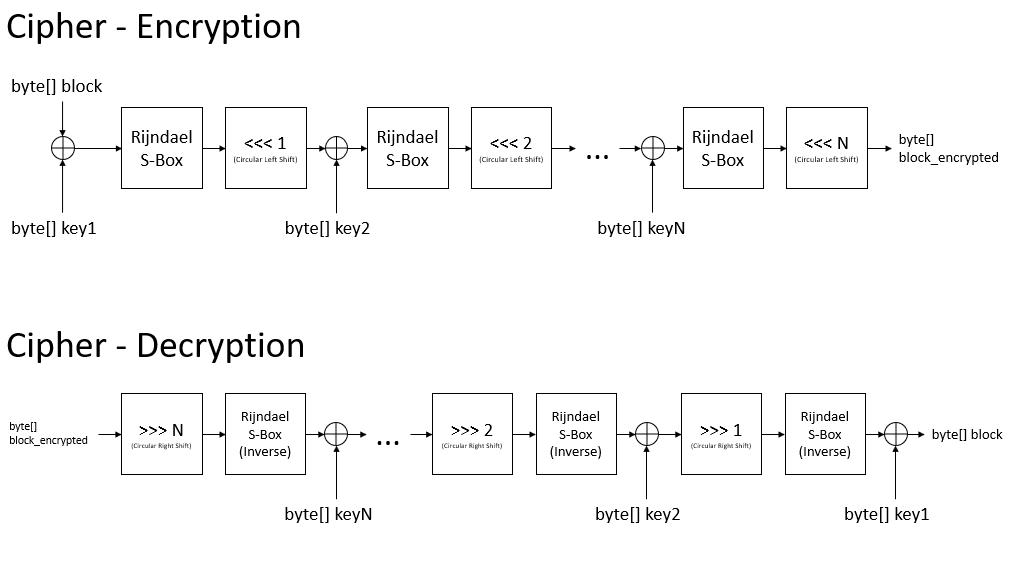 Cipher - Encryption
byte[] block
Rijndael
S-Box
<<< 1
(Circular Left Shift)
Rijndael
S-Box
<<< 2
(Circular Left Shift)
...
Rijndael
S-Box
<<< N
(Circular Left Shift)
byte[]
block_encrypted
byte[] key1
byte[] key2
byte[] keyN
Cipher - Decryption
byte[]
block_encrypted
>>> N
(Circular Right Shift)
Rijndael
S-Box
(Inverse)
...
>>> 2
(Circular Right Shift)
Rijndael
S-Box
(Inverse)
>>> 1
(Circular Right Shift)
Rijndael
S-Box
(Inverse)
byte[] block
byte[] keyN
byte[] key2
byte[] key1